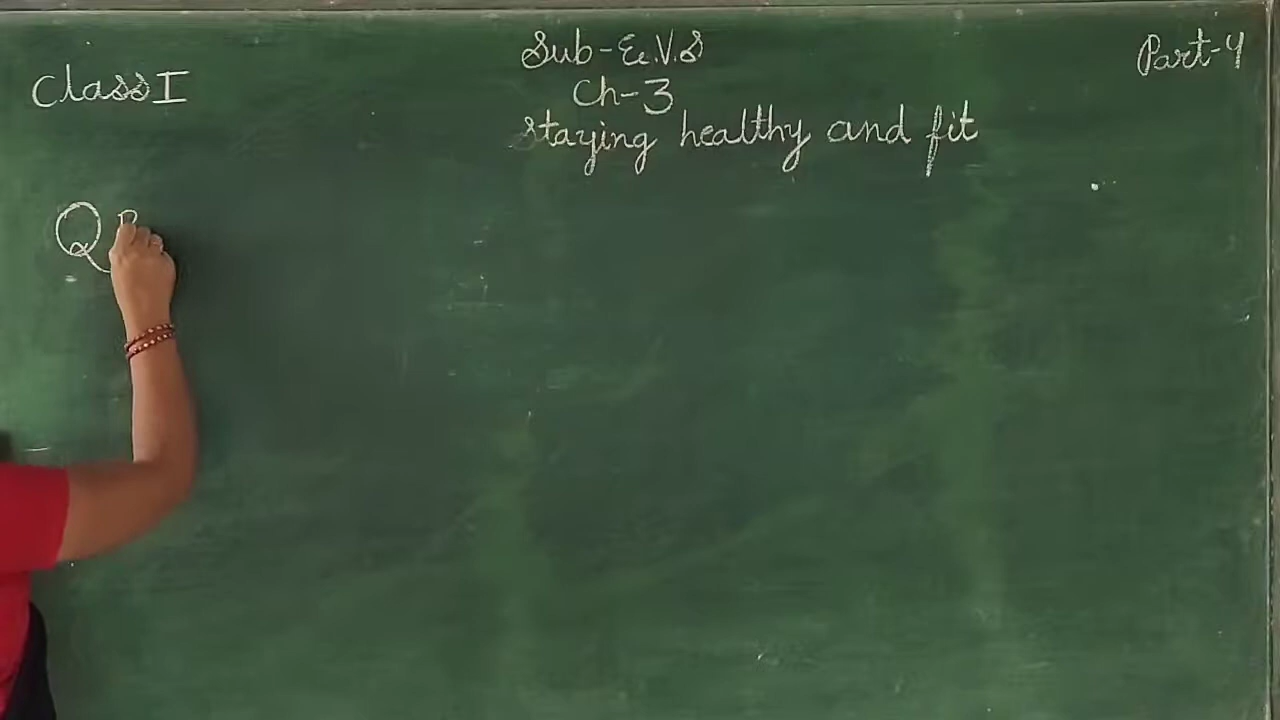 Sub-E.V.S
Part-4
Class I
Ch-3
Staying healthy and fit
Q